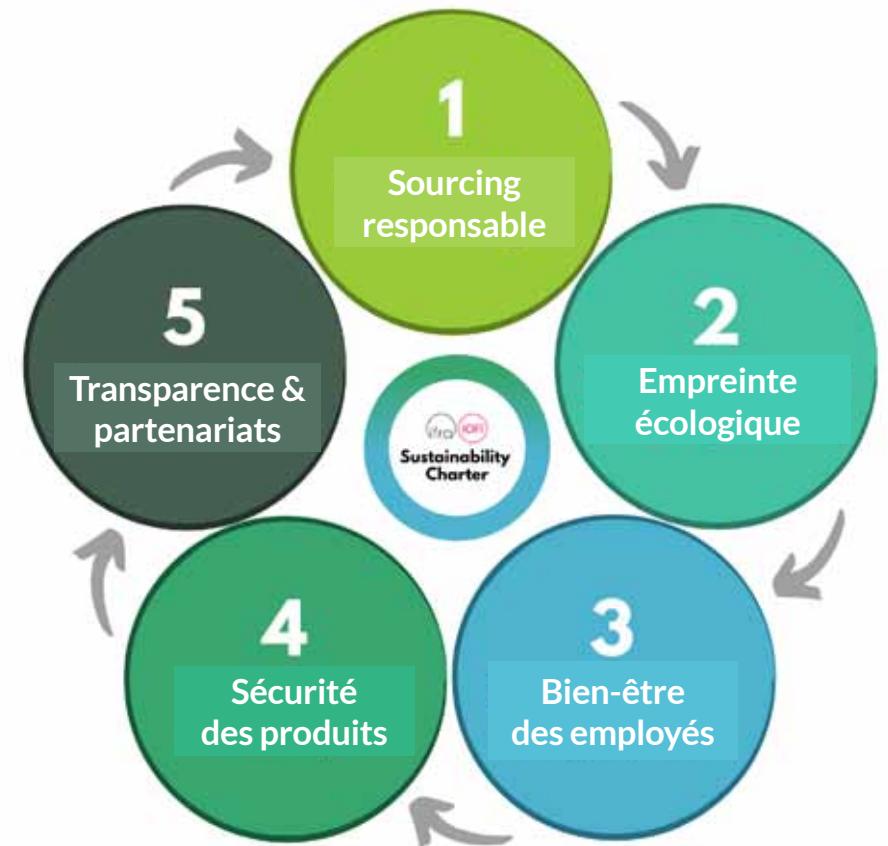 1
Sourcing
responsable
2
Empreinte
écologique
3
Bien-être
des employés
4
Sécurité
des produits
5
Transparence &
partenariats
ifra IOFI
Sustainability
Charter